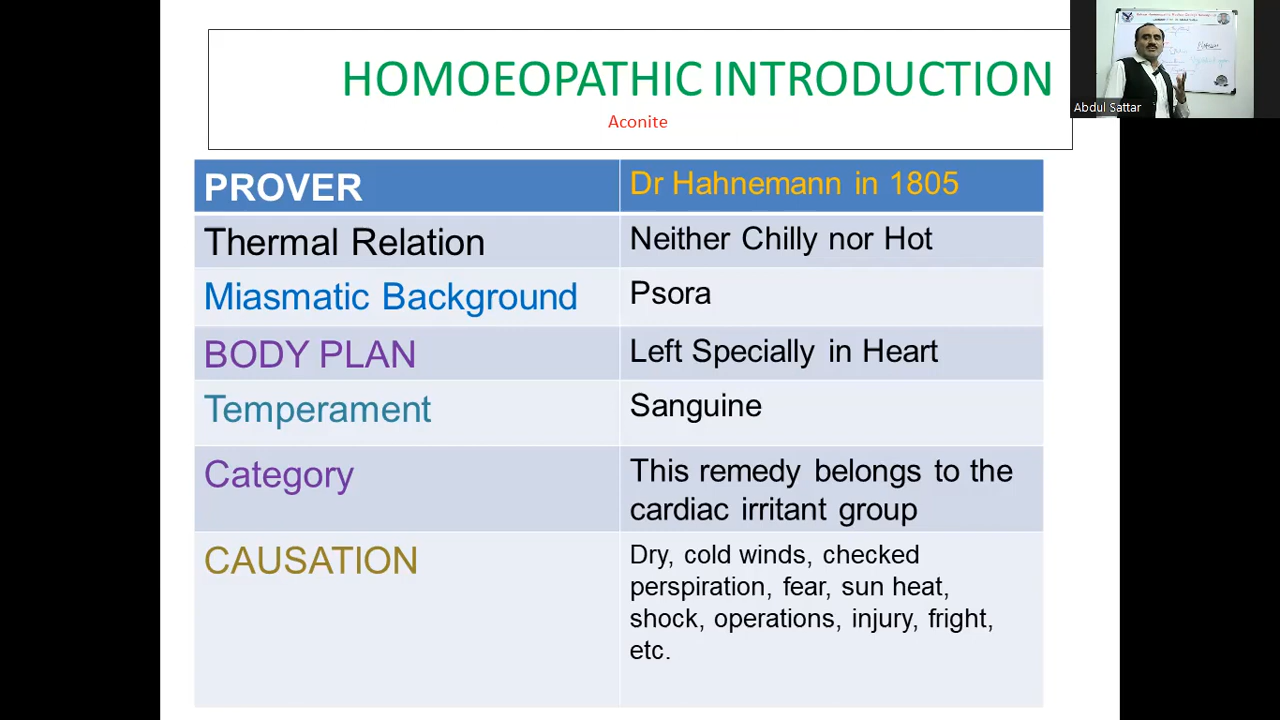 HOMOEOPATHIC INTRODUCTION
Aconite
Abdul Sattar
PROVER
Dr Hahnemann in 1805
Thermal Relation
Neither Chilly nor Hot
Miasmatic Background
Psora
BODY PLAN
Left Specially in Heart
Temperament
Sanguine
Category
This remedy belongs to the
cardiac irritant group
CAUSATION
Dry, cold winds, checked
perspiration, fear, sun heat,
shock, operations, injury, fright,
etc.